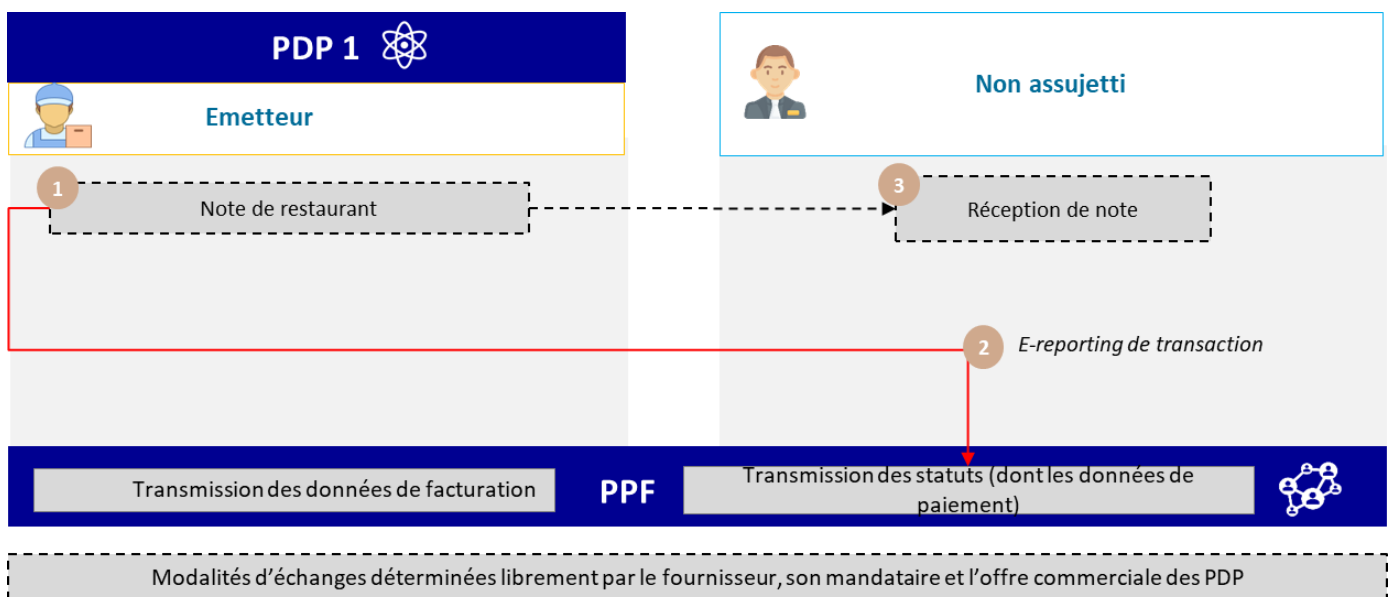 PDP 1
Emetteur
Non assujetti
1
Note de restaurant
3
Réception de note
2
E-reporting de transaction
Transmission des données de facturation
PPF
Transmission des statuts (dont les données de
paiement)
Modalités d'échanges déterminées librement par le fournisseur, son mandataire et l'offre commerciale des PDP